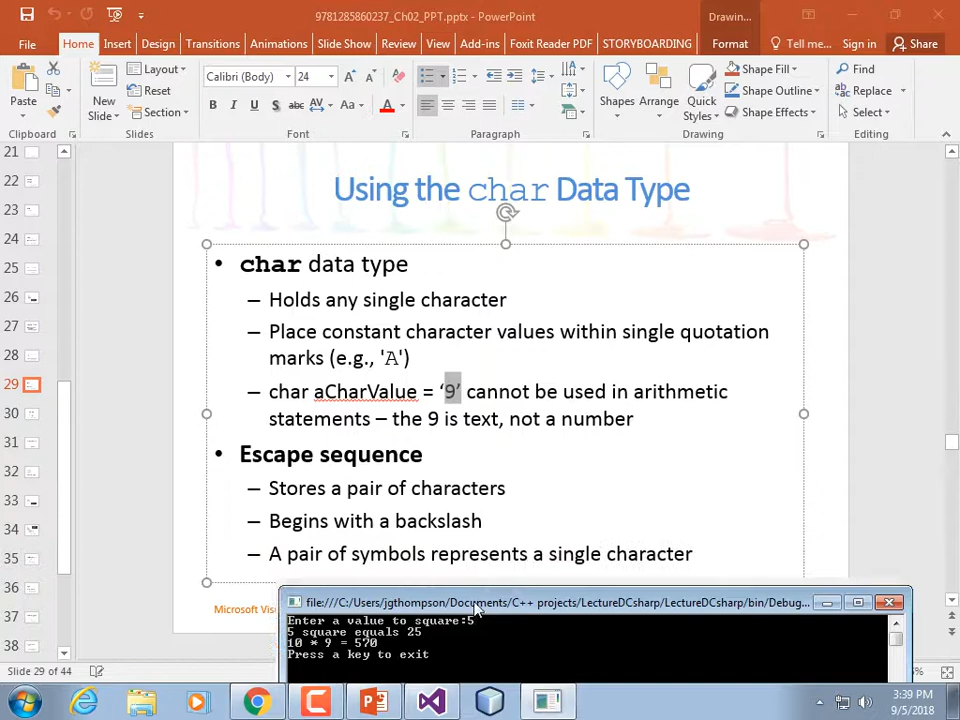 9781285860237_Ch02_PPT.pptx - PowerPoint
Drawin...
File Home Insert Design Transitions Animations Slide Show Review View Add-ins Foxit Reader PDF STORYBOARDING Format Tell me... Sign in Share
Paste
New
Slide
Layout
Reset
Section
Calibri (Body) 24
B I U S abc AV Aa A
Shapes Arrange Quick
Styles
Shape Fill
Shape Outline
Shape Effects
Find
Replace
Select
Clipboard Slides Font Paragraph Drawing Editing
21
22
23
24
25
26
27
28
29
30
31
32
33
34
35
36
37
38
Using the char Data Type
• char data type
– Holds any single character
– Place constant character values within single quotation
marks (e.g., 'A')
– char aCharValue = ‘9’ cannot be used in arithmetic
statements – the 9 is text, not a number
• Escape sequence
– Stores a pair of characters
– Begins with a backslash
– A pair of symbols represents a single character
Microsoft Vis
file:///C:/Users/jgthompson/Documents/C++ projects/LectureDCsharp/LectureDCsharp/bin/Debug...
Enter a value to square:5
5 square equals 25
10 * 9 = 570
Press a key to exit
Slide 29 of 44
3:39 PM
9/5/2018